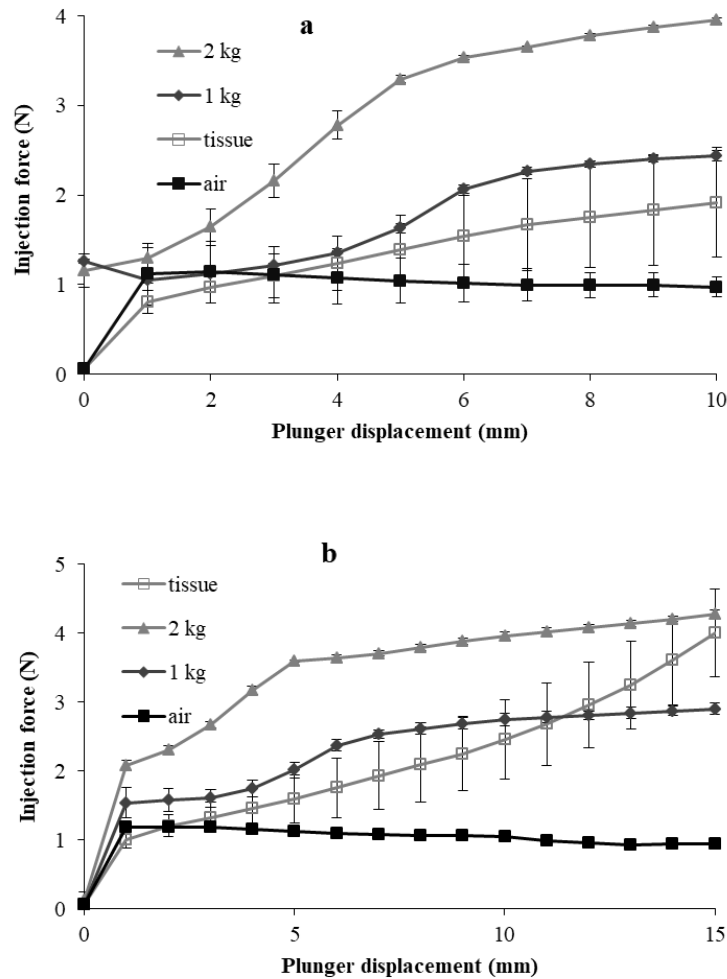 a
4
3
2
1
0
Injection force (N)
2 kg
1 kg
tissue
air
0 2 4 6 8 10
Plunger displacement (mm)
b
5
4
3
2
1
0
Injection force (N)
tissue
2 kg
1 kg
air
0 5 10 15
Plunger displacement (mm)